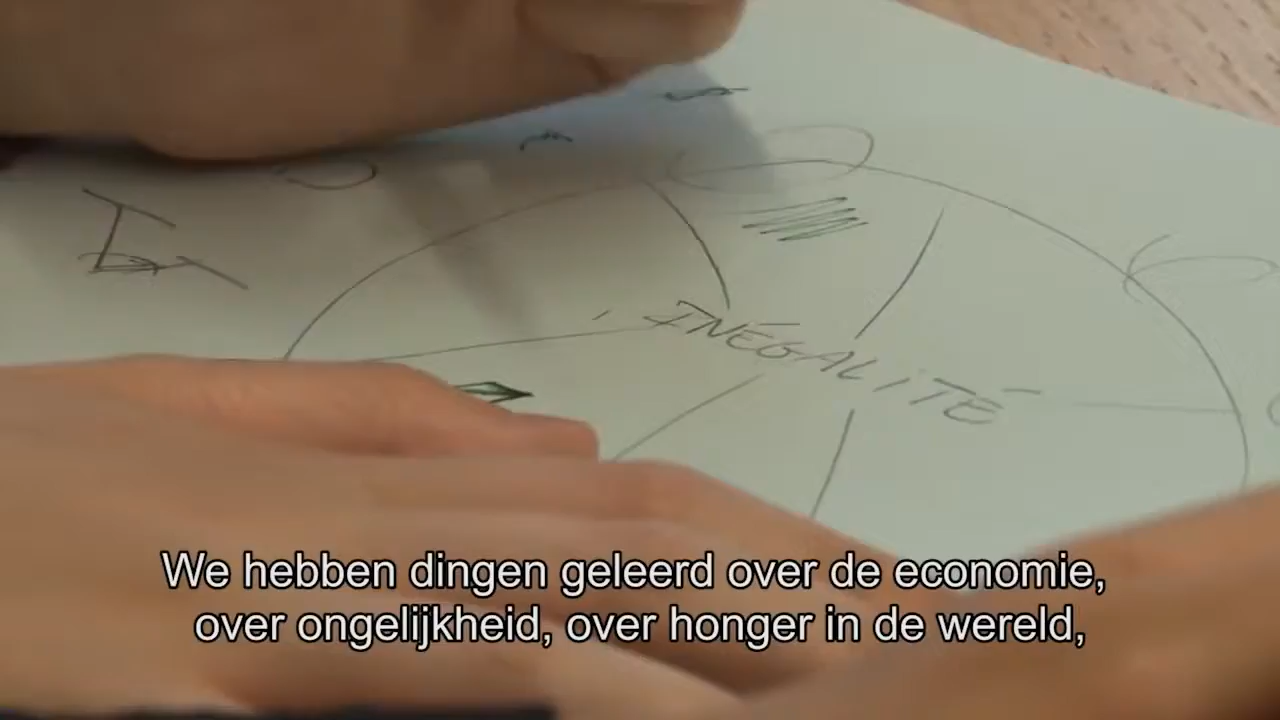 INÉGALITÉ
We hebben dingen geleerd over de economie,
over ongelijkheid, over honger in de wereld,